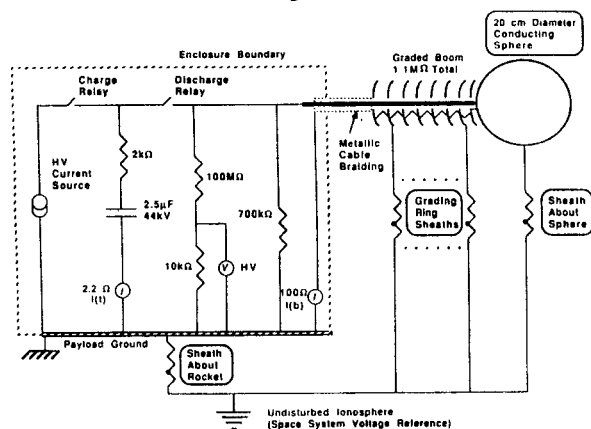 20 cm Diameter
Conducting
Sphere
Enclosure Boundary
Graded Boom
1.1MΩ Total
Charge
Relay
Discharge
Relay
Metallic
Cable
Braiding
HV
Current
Source
2kΩ
2.5μF
44kV
100MΩ
700kΩ
10kΩ
V
HV
2.2 Ω
I(t)
I
100Ω
I(b)
I
Grading
Ring
Sheaths
Sheath
About
Sphere
Payload Ground
Sheath
About
Rocket
Undisturbed Ionosphere
(Space System Voltage Reference)